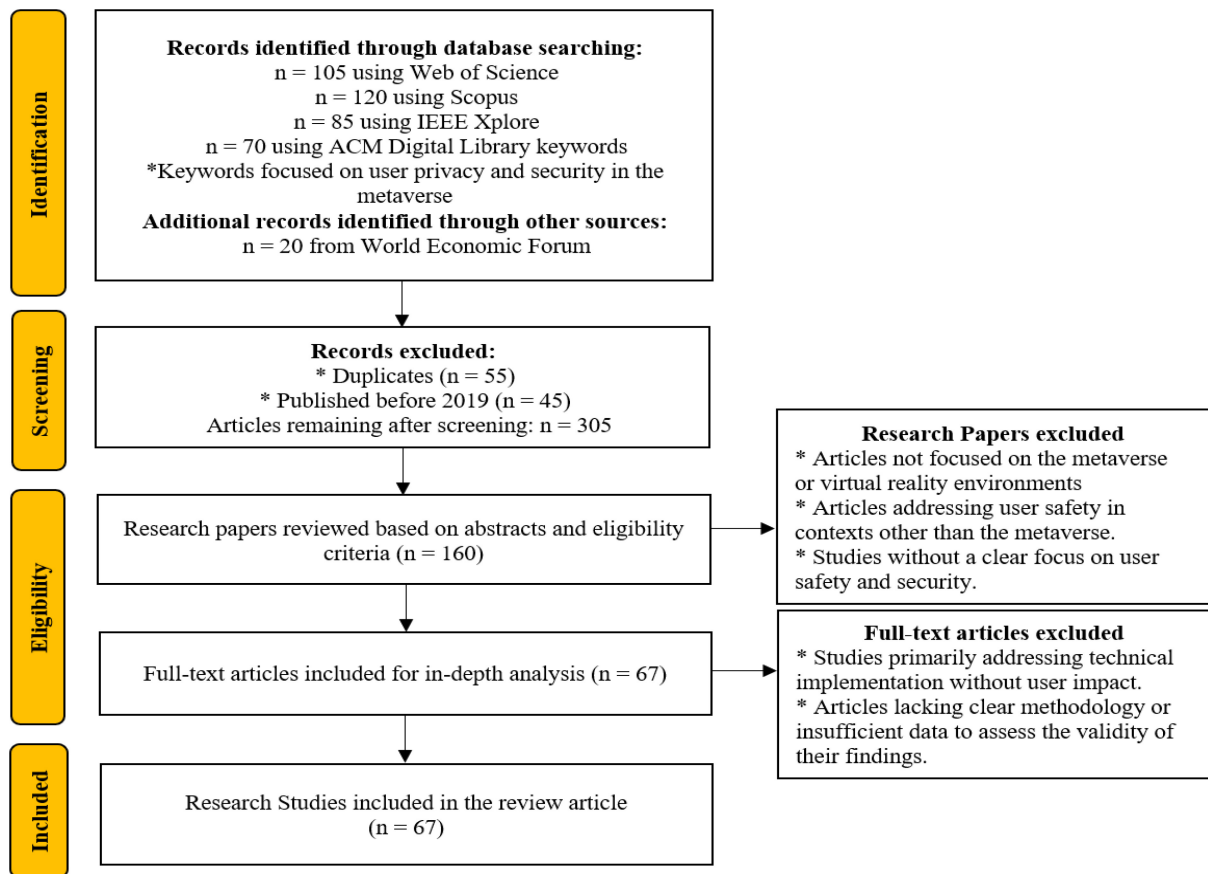 Identification
Records identified through database searching:
n = 105 using Web of Science
n = 120 using Scopus
n = 85 using IEEE Xplore
n = 70 using ACM Digital Library keywords
*Keywords focused on user privacy and security in the
metaverse
Additional records identified through other sources:
n = 20 from World Economic Forum
Screening
Records excluded:
* Duplicates (n = 55)
* Published before 2019 (n = 45)
Articles remaining after screening: n = 305
Eligibility
Research papers reviewed based on abstracts and eligibility
criteria (n = 160)
Research Papers excluded
* Articles not focused on the metaverse
or virtual reality environments
* Articles addressing user safety in
contexts other than the metaverse.
* Studies without a clear focus on user
safety and security.
Full-text articles included for in-depth analysis (n = 67)
Full-text articles excluded
* Studies primarily addressing technical
implementation without user impact.
* Articles lacking clear methodology or
insufficient data to assess the validity of
their findings.
Included
Research Studies included in the review article
(n = 67)